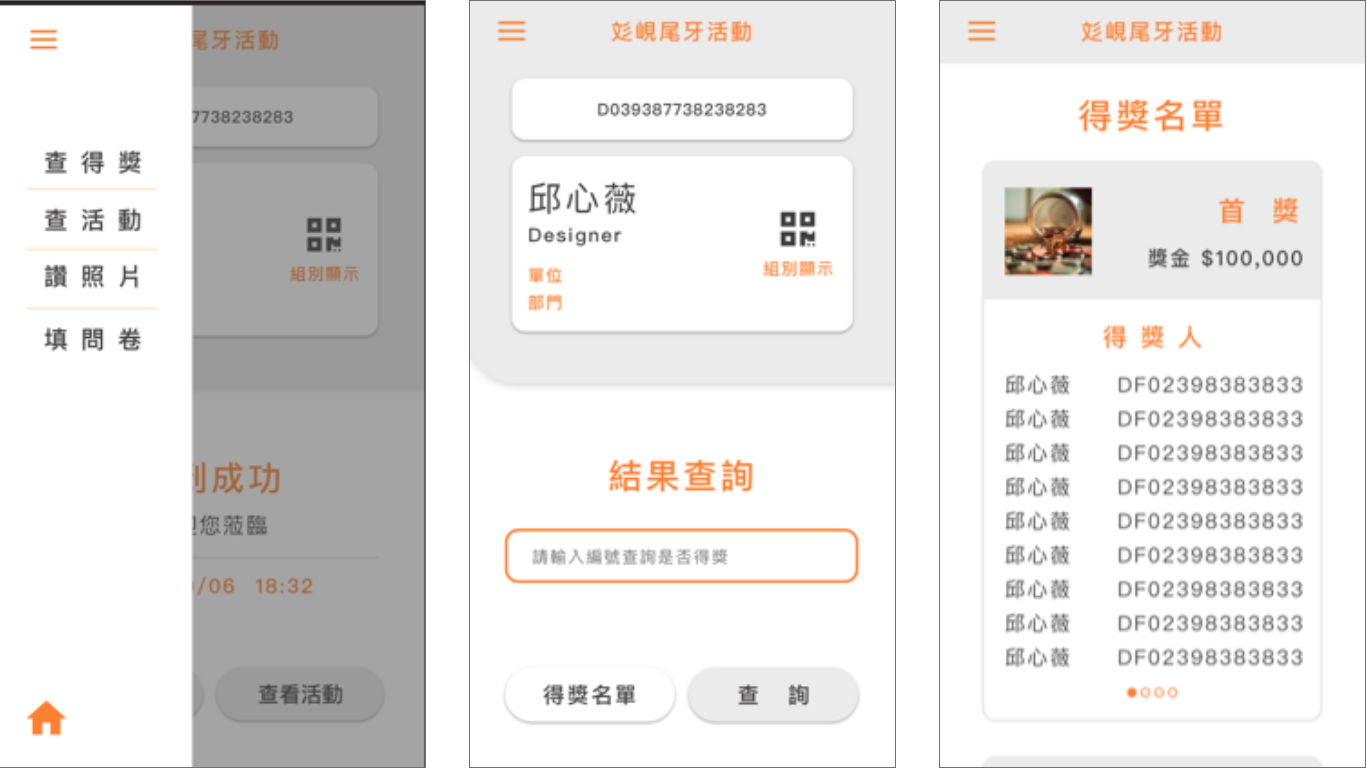 尾牙活動
7738238283
組別顯示
查得獎
查活動
讚照片
填問卷
成功
您蒞臨
/06 18:32
查看活動
彣峴尾牙活動
D039387738238283
邱心薇
Designer
單位
部門
組別顯示
結果查詢
請輸入編號查詢是否得獎
得獎名單
查 詢
彣峴尾牙活動
得獎名單
首 獎
獎金 $100,000
得獎人
邱心薇 DF02398383833
邱心薇 DF02398383833
邱心薇 DF02398383833
邱心薇 DF02398383833
邱心薇 DF02398383833
邱心薇 DF02398383833
邱心薇 DF02398383833
邱心薇 DF02398383833
邱心薇 DF02398383833